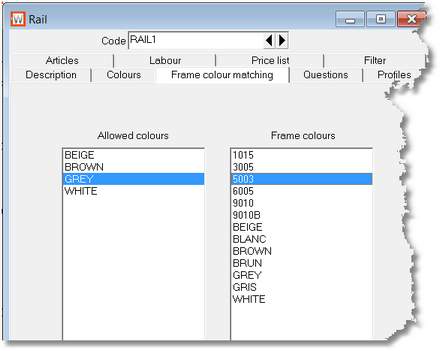 Rail
Code RAIL1
Articles Labour Price list Filter
Description Colours Frame colour matching Questions Profiles
Allowed colours Frame colours
BEIGE 1015
BROWN 3005
GREY 5003
WHITE 6005
9010
9010B
BEIGE
BLANC
BROWN
BRUN
GREY
GRIS
WHITE